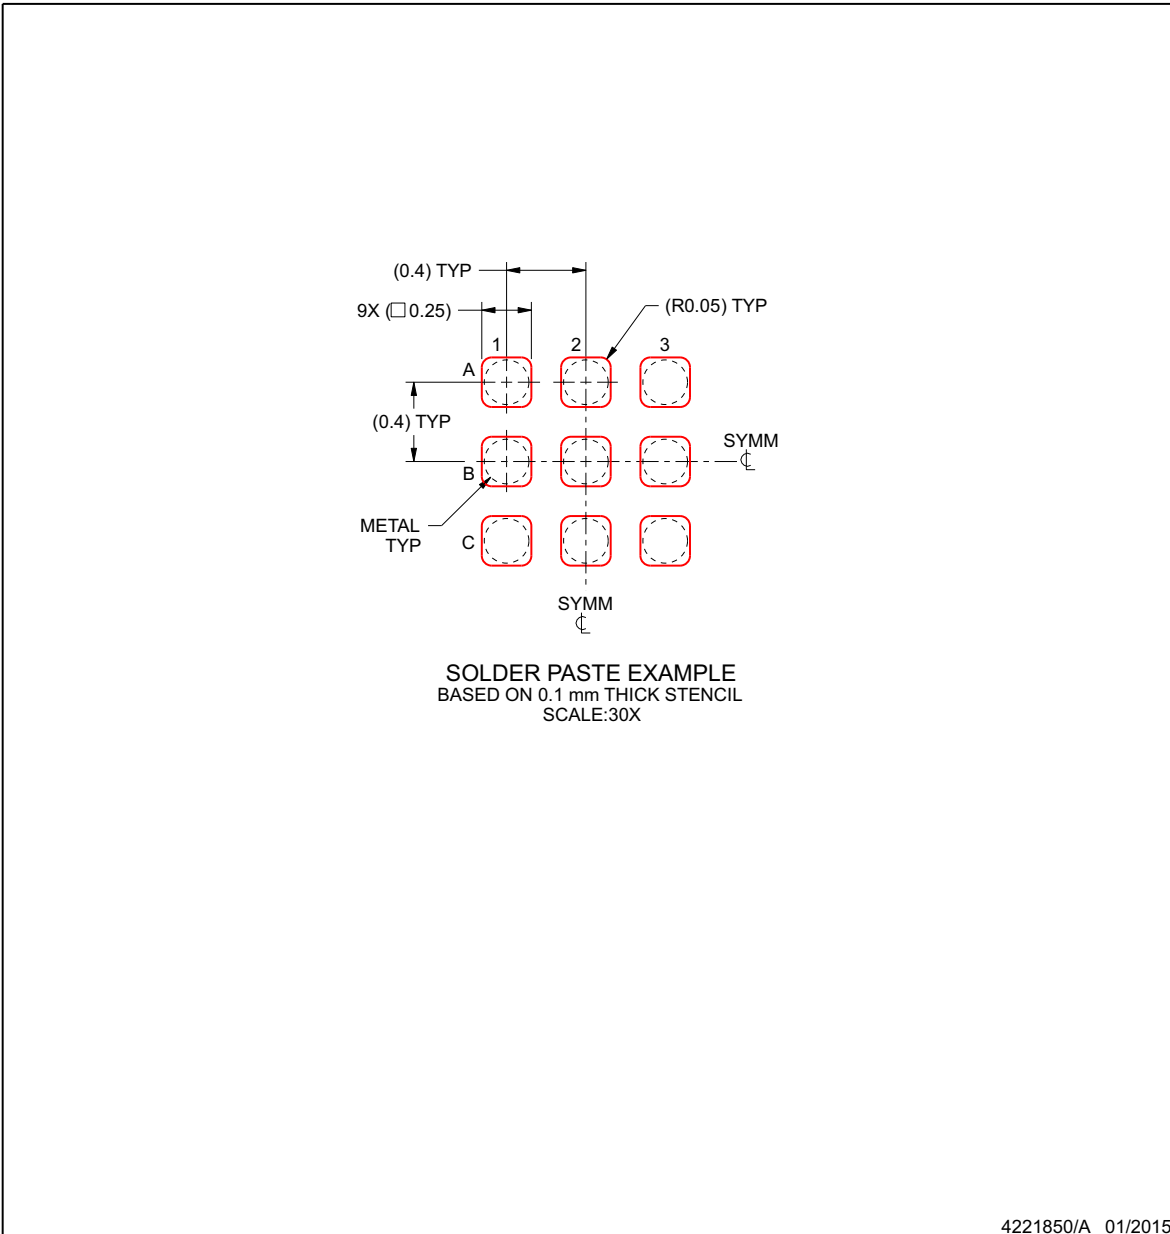 (0.4) TYP
9X (□ 0.25)
(R0.05) TYP
1 2 3
A
(0.4) TYP
SYMM
℄
B
METAL
TYP
C
SYMM
℄
SOLDER PASTE EXAMPLE
BASED ON 0.1 mm THICK STENCIL
SCALE:30X
4221850/A 01/2015